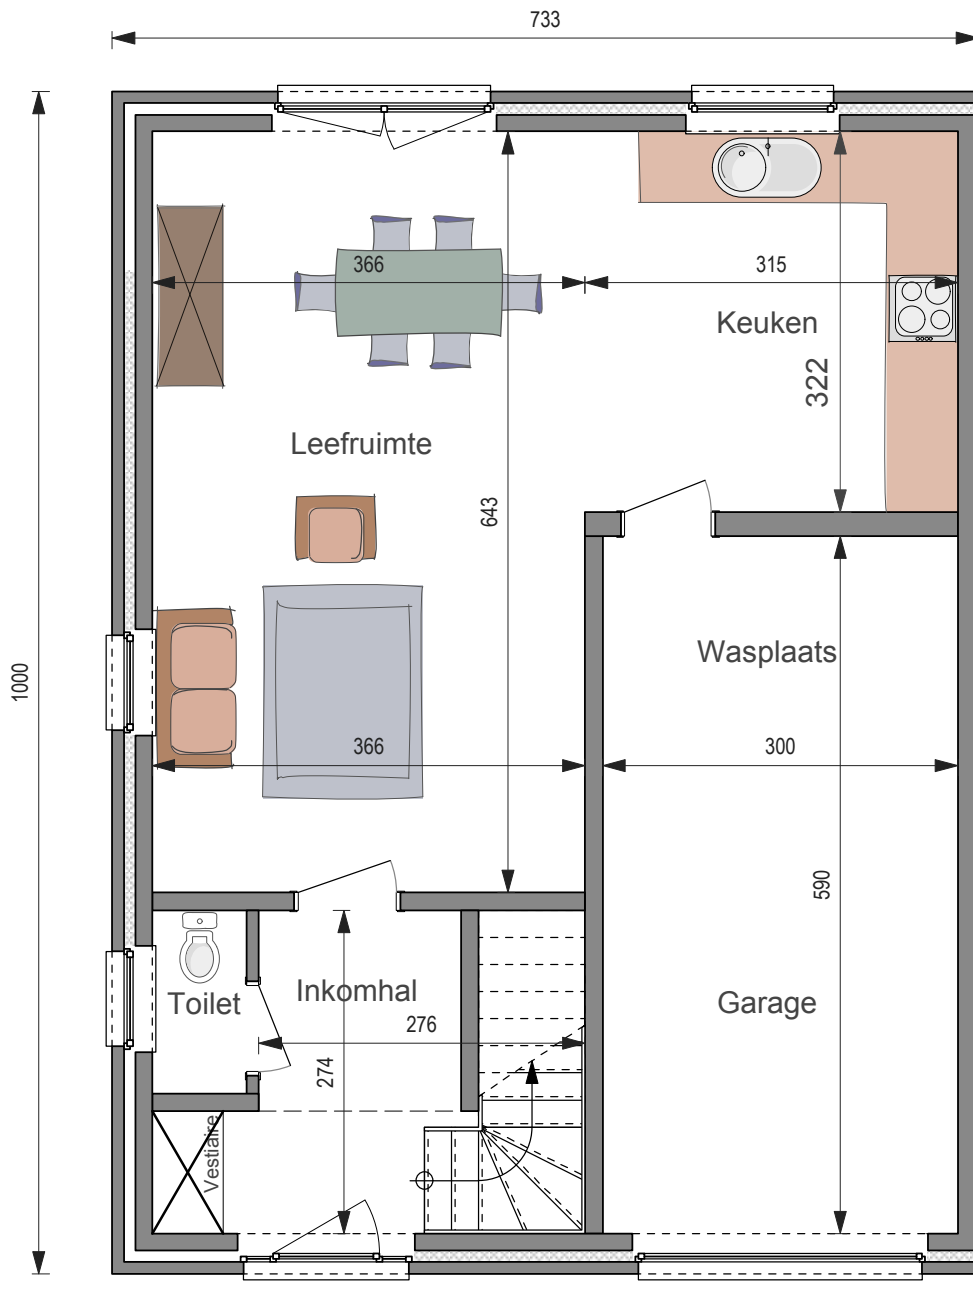 733
366
315
Keuken
322
Leefruimte
643
1000
Wasplaats
366
300
590
Toilet
Inkomhal
276
274
Garage
Vestiaire